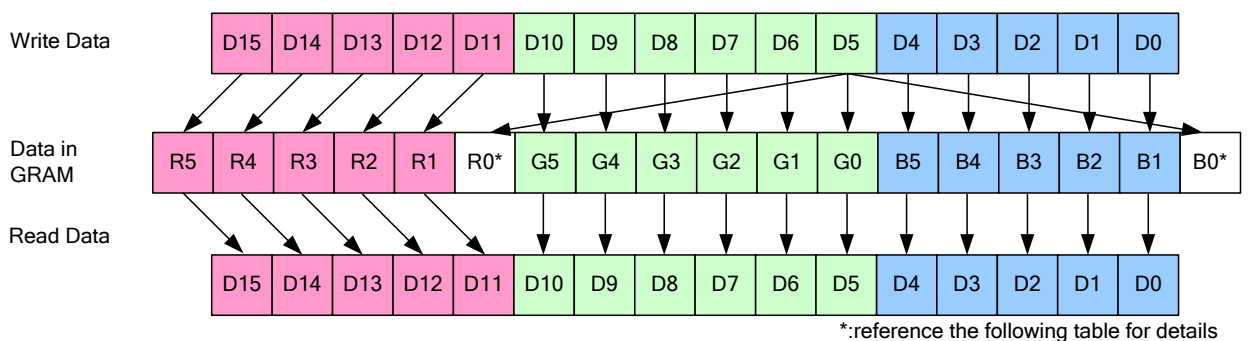 Write Data D15 D14 D13 D12 D11 D10 D9 D8 D7 D6 D5 D4 D3 D2 D1 D0
Data in
GRAM
R5 R4 R3 R2 R1 R0* G5 G4 G3 G2 G1 G0 B5 B4 B3 B2 B1 B0*
Read Data
D15 D14 D13 D12 D11 D10 D9 D8 D7 D6 D5 D4 D3 D2 D1 D0
*:reference the following table for details